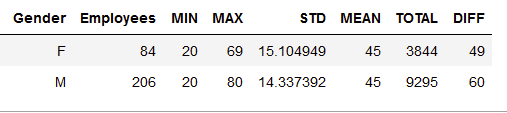 Gender Employees MIN MAX STD MEAN TOTAL DIFF
F 84 20 69 15.104949 45 3844 49
M 206 20 80 14.337392 45 9295 60